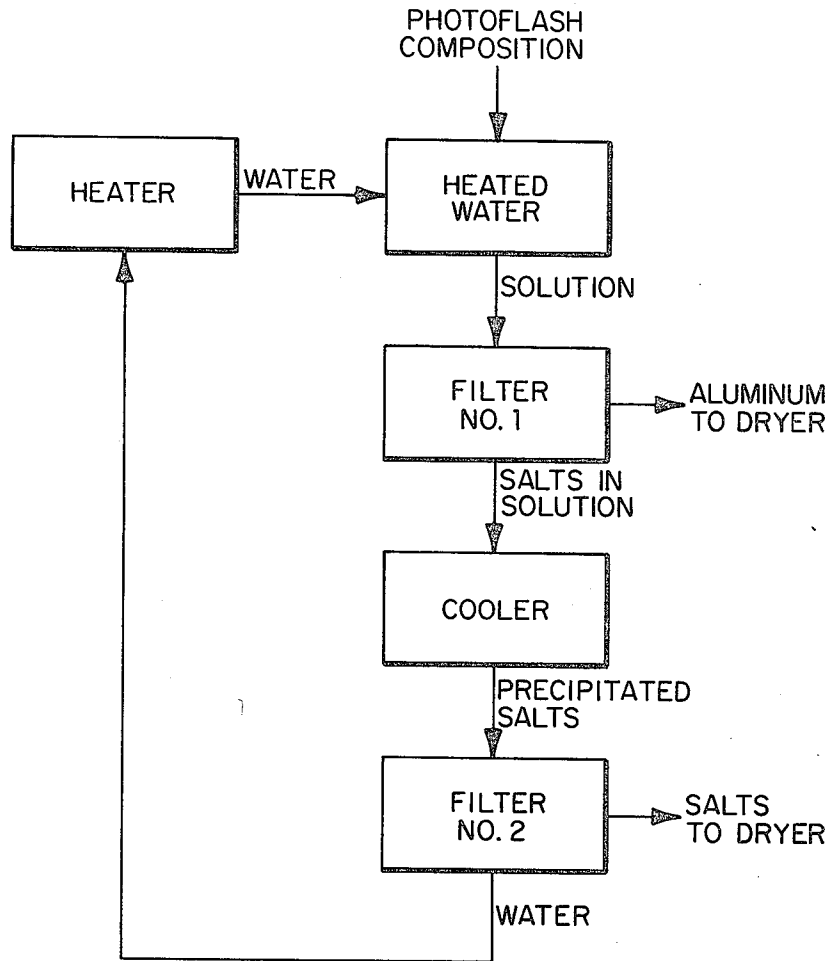 PHOTOFLASH
COMPOSITION
HEATER
WATER
HEATED
WATER
SOLUTION
FILTER
NO. 1
ALUMINUM
TO DRYER
SALTS IN
SOLUTION
COOLER
PRECIPITATED
SALTS
FILTER
NO. 2
SALTS
TO DRYER
WATER